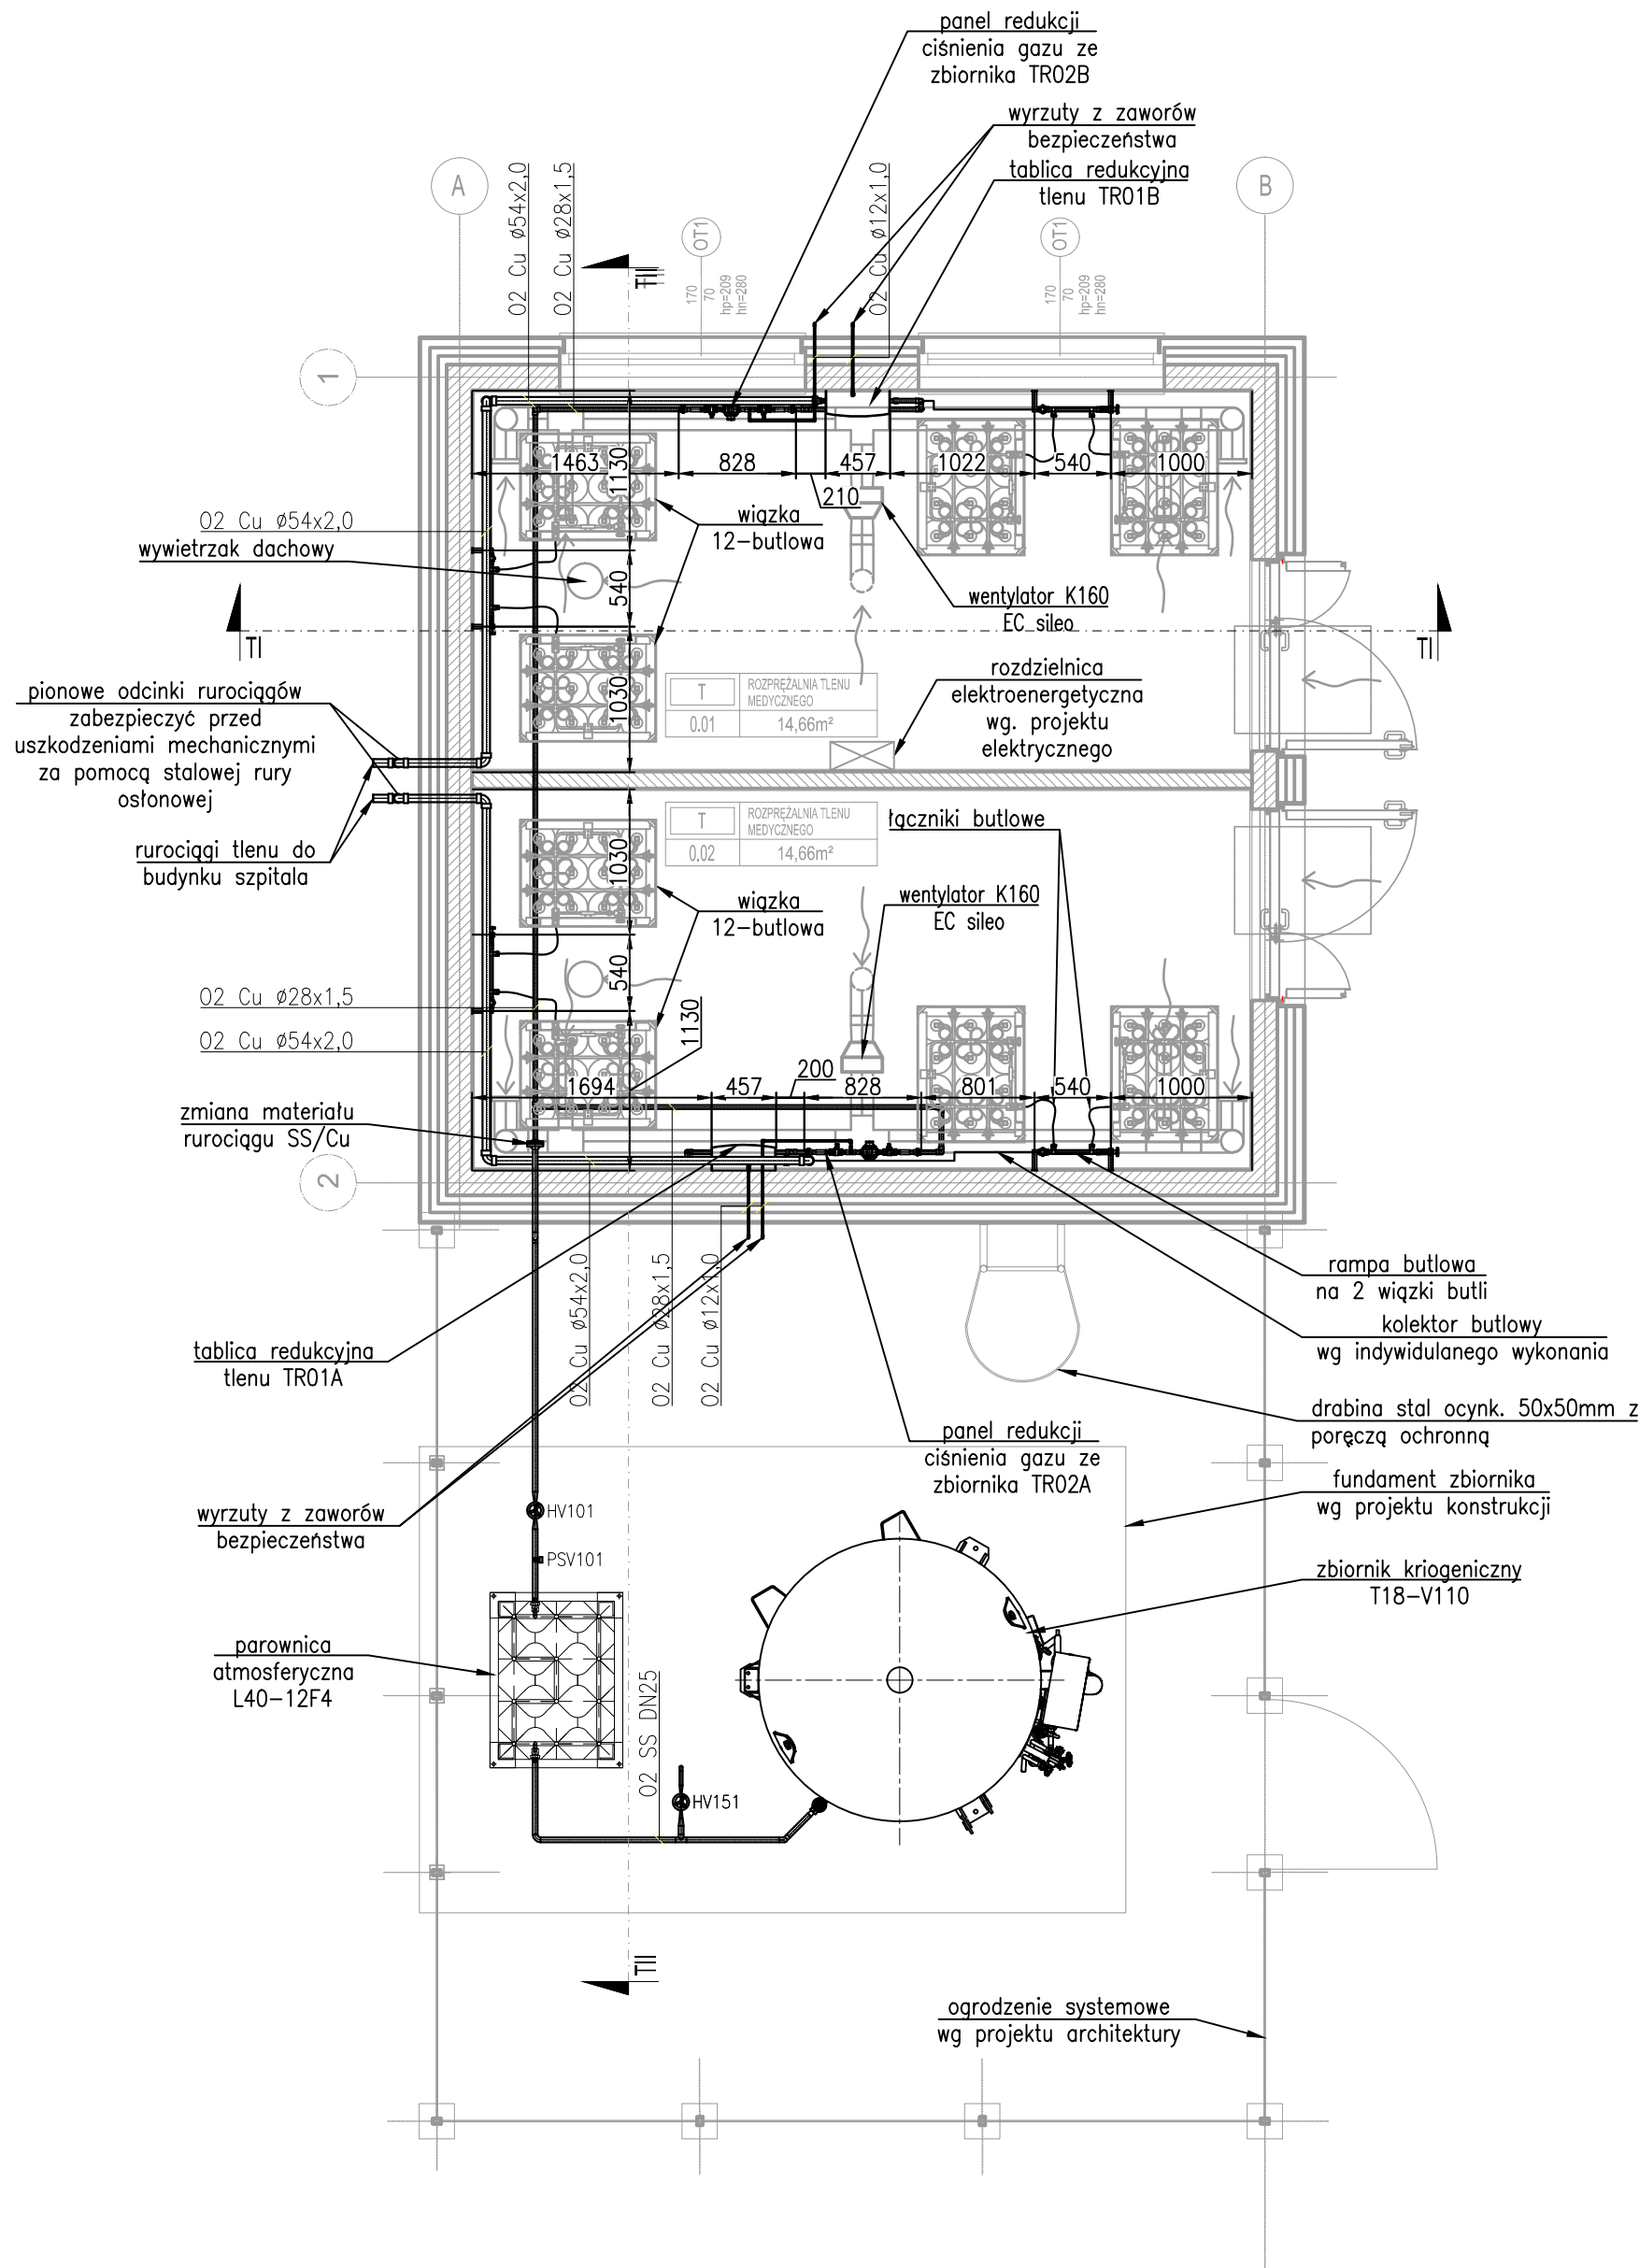 panel redukcji
ciśnienia gazu ze
zbiornika TR02B
wyrzuty z zaworów
bezpieczeństwa
tablica redukcyjna
tlenu TR01B
A
B
O2 Cu ø54x2,0
O2 Cu ø28x1,5
O2 Cu ø12x1,0
OT1
170
70
hp=209
hn=280
OT1
170
70
hp=209
hn=280
TII
1
1463
1130
828
457
1022
540
1000
210
O2 Cu ø54x2,0
wywietrzak dachowy
wiązka
12-butlowa
540
wentylator K160
EC sileo
TI
TI
rozdzielnica
elektroenergetyczna
wg. projektu
elektrycznego
pionowe odcinki rurociągów
zabezpieczyć przed
uszkodzeniami mechanicznymi
za pomocą stalowej rury
osłonowej
1030
T
ROZPRĘŻALNIA TLENU
MEDYCZNEGO
0.01
14,66m²
rurociągi tlenu do
budynku szpitala
1030
T
ROZPRĘŻALNIA TLENU
MEDYCZNEGO
0.02
14,66m²
łączniki butlowe
wiązka
12-butlowa
wentylator K160
EC sileo
540
1130
O2 Cu ø28x1,5
O2 Cu ø54x2,0
1694
457
200
828
801
540
1000
zmiana materiału
rurociągu SS/Cu
2
O2 Cu ø54x2,0
O2 Cu ø28x1,5
O2 Cu ø12x1,0
rampa butlowa
na 2 wiązki butli
kolektor butlowy
wg indywidulanego wykonania
tablica redukcyjna
tlenu TR01A
drabina stal ocynk. 50x50mm z
poręczą ochronną
panel redukcji
ciśnienia gazu ze
zbiornika TR02A
fundament zbiornika
wg projektu konstrukcji
wyrzuty z zaworów
bezpieczeństwa
HV101
PSV101
zbiornik kriogeniczny
T18-V110
parownica
atmosferyczna
L40-12F4
O2 SS DN25
HV151
TII
ogrodzenie systemowe
wg projektu architektury